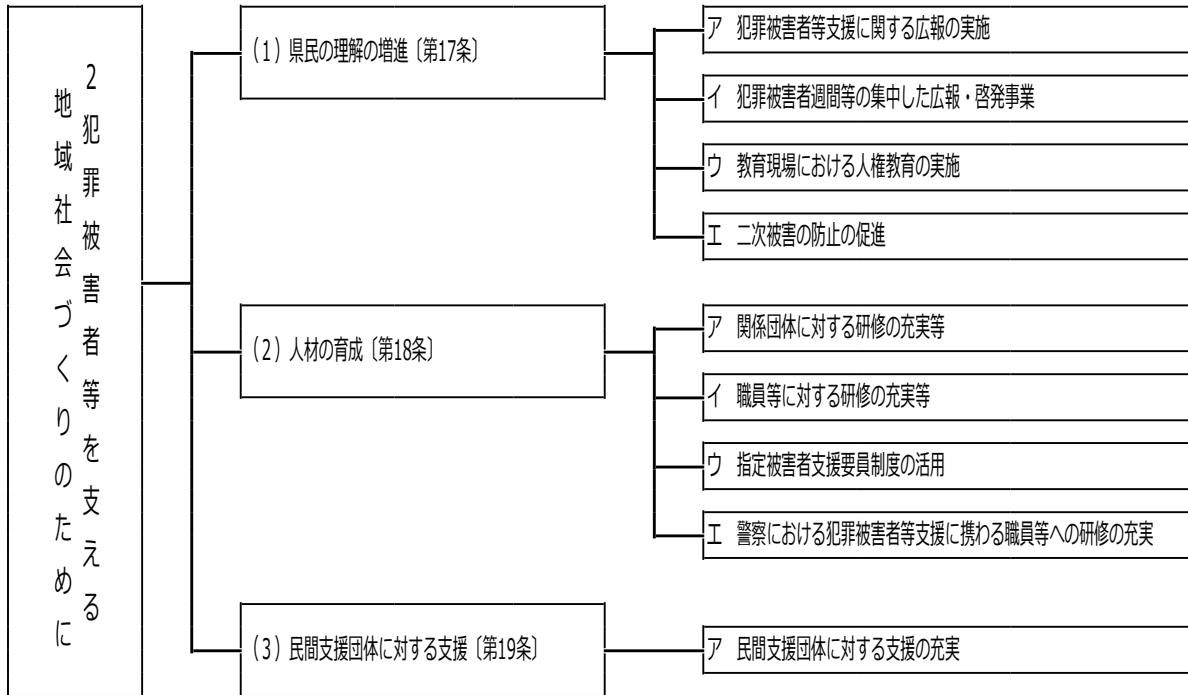 2犯罪被害者等を支える
地域社会づくりのために
(1)県民の理解の増進〔第17条〕
ア 犯罪被害者等支援に関する広報の実施
イ 犯罪被害者週間等の集中した広報・啓発事業
ウ 教育現場における人権教育の実施
エ 二次被害の防止の促進
(2)人材の育成〔第18条〕
ア 関係団体に対する研修の充実等
イ 職員等に対する研修の充実等
ウ 指定被害者支援要員制度の活用
エ 警察における犯罪被害者等支援に携わる職員等への研修の充実
(3)民間支援団体に対する支援〔第19条〕
ア 民間支援団体に対する支援の充実